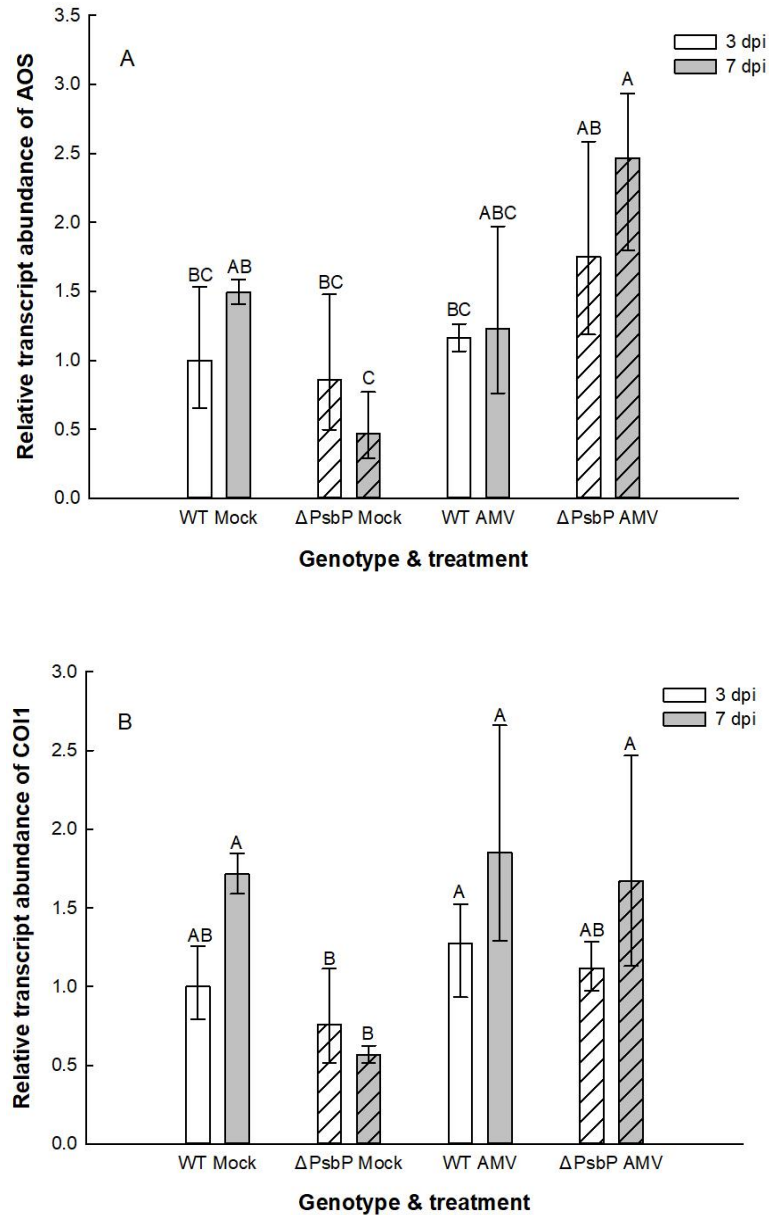 A
3 dpi
7 dpi
Relative transcript abundance of AOS
3.5
3.0
2.5
2.0
1.5
1.0
0.5
0.0
BC
AB
BC
C
BC
ABC
AB
A
WT Mock
ΔPsbP Mock
WT AMV
ΔPsbP AMV
Genotype & treatment
B
3 dpi
7 dpi
Relative transcript abundance of COI1
3.0
2.5
2.0
1.5
1.0
0.5
0.0
AB
A
B
B
A
A
AB
A
WT Mock
ΔPsbP Mock
WT AMV
ΔPsbP AMV
Genotype & treatment